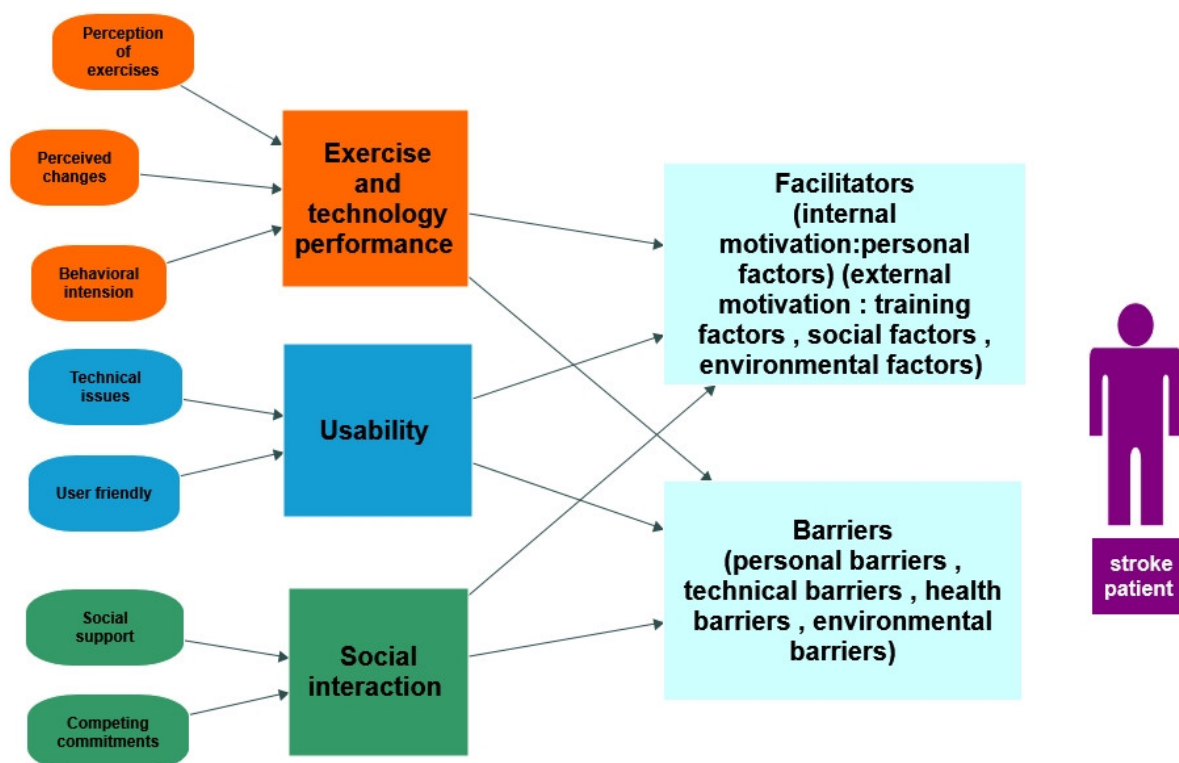 Perception
of
exercises
Perceived
changes
Behavioral
intension
Technical
issues
User friendly
Social
support
Competing
commitments
Exercise
and
technology
performance
Usability
Social
interaction
Facilitators
(internal
motivation:personal
factors) (external
motivation : training
factors , social factors ,
environmental factors)
Barriers
(personal barriers ,
technical barriers , health
barriers , environmental
barriers)
stroke
patient